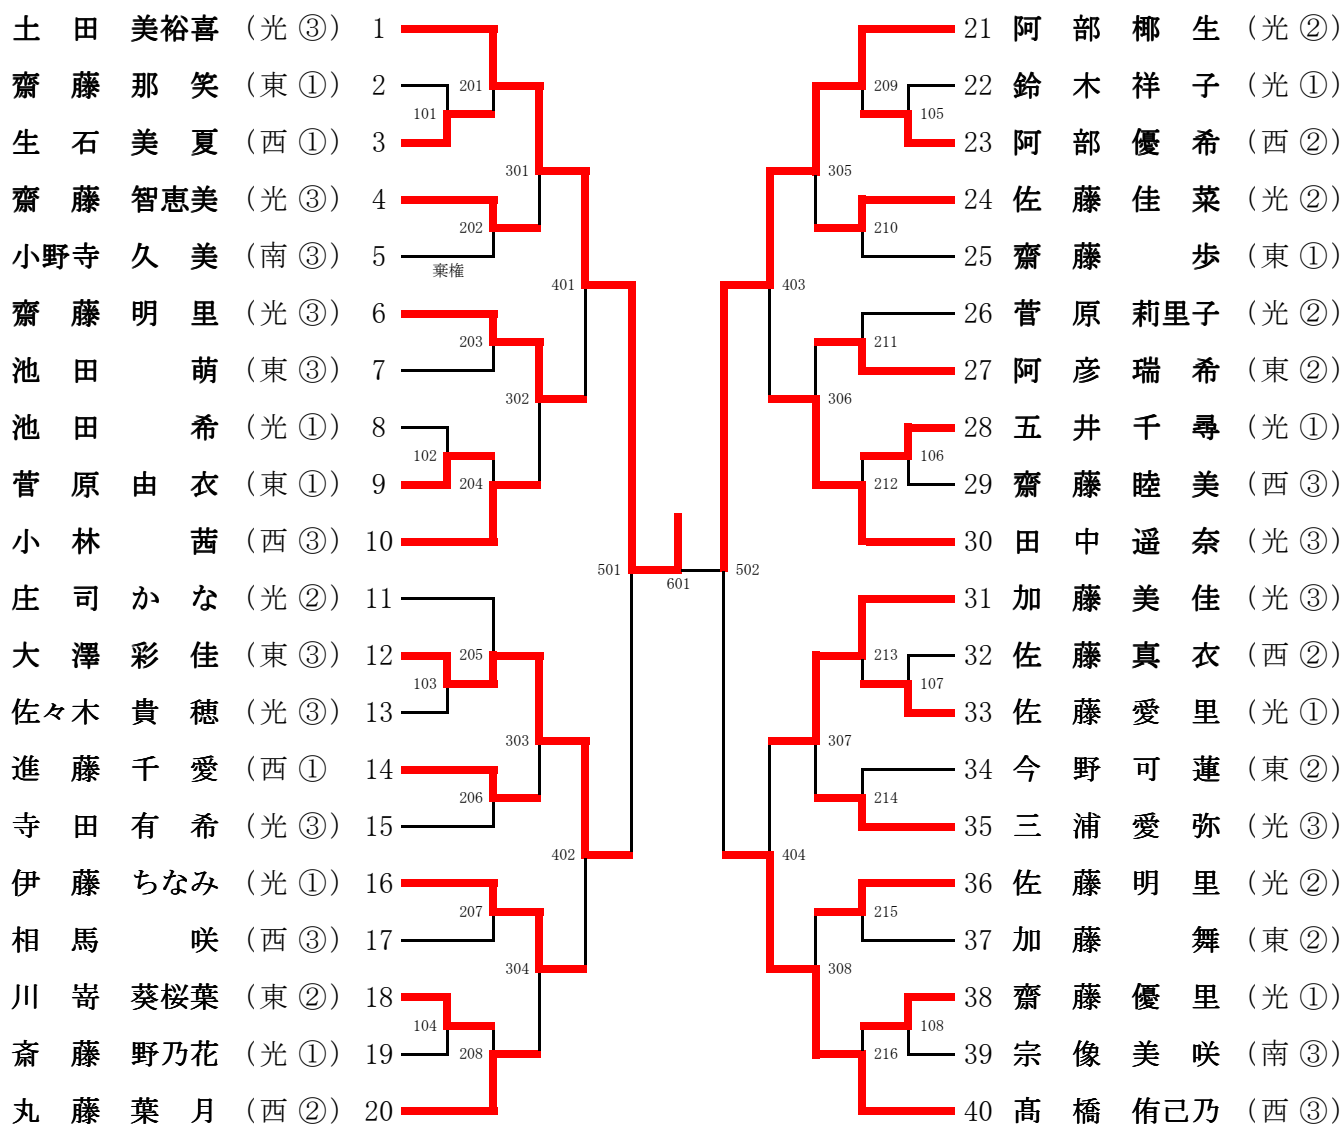 土田 美裕喜 (光 ③) 1
齋藤 那笑 (東 ①) 2
生石 美夏 (西 ①) 3
齋藤 智恵美 (光 ③) 4
小野寺 久美 (南 ③) 5
棄権
齋藤 明里 (光 ③) 6
池田 萌 (東 ③) 7
池田 希 (光 ①) 8
菅原 由衣 (東 ①) 9
小林 茜 (西 ③) 10
庄司 かな (光 ②) 11
大澤 彩佳 (東 ③) 12
佐々木 貴穂 (光 ③) 13
進藤 千愛 (西 ① 14
寺田 有希 (光 ③) 15
伊藤 ちなみ (光 ①) 16
相馬 咲 (西 ③) 17
川嵜 葵桜葉 (東 ②) 18
斎藤 野乃花 (光 ①) 19
丸藤 葉月 (西 ②) 20
101
102
103
104
201
202
203
204
205
206
207
208
301
302
303
304
401
402
501
601
502
403
404
305
306
307
308
209
210
211
212
213
214
215
216
105
106
107
108
21 阿部 椰生 (光 ②)
22 鈴木 祥子 (光 ①)
23 阿部 優希 (西 ②)
24 佐藤 佳菜 (光 ②)
25 齋藤 歩 (東 ①)
26 菅原 莉里子 (光 ②)
27 阿彦 瑞希 (東 ②)
28 五井 千尋 (光 ①)
29 齋藤 睦美 (西 ③)
30 田中 遥奈 (光 ③)
31 加藤 美佳 (光 ③)
32 佐藤 真衣 (西 ②)
33 佐藤 愛里 (光 ①)
34 今野 可蓮 (東 ②)
35 三浦 愛弥 (光 ③)
36 佐藤 明里 (光 ②)
37 加藤 舞 (東 ②)
38 齋藤 優里 (光 ①)
39 宗像 美咲 (南 ③)
40 髙橋 侑己乃 (西 ③)